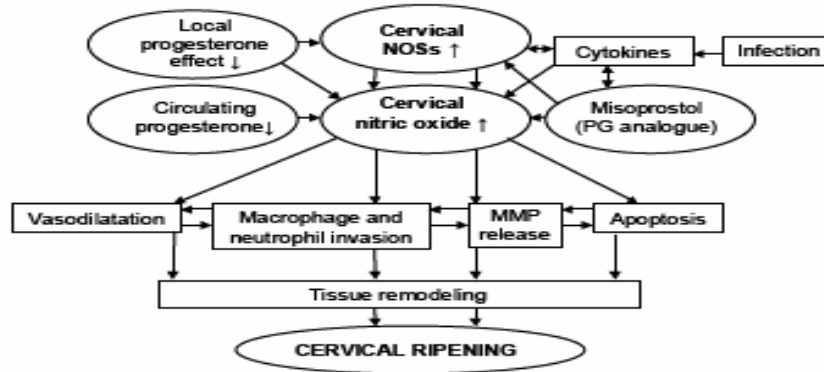 Local
progesterone
effect ↓
Cervical
NOSs ↑
Cytokines
Infection
Circulating
progesterone↓
Cervical
nitric oxide ↑
Misoprostol
(PG analogue)
Vasodilatation
Macrophage and
neutrophil invasion
MMP
release
Apoptosis
Tissue remodeling
CERVICAL RIPENING